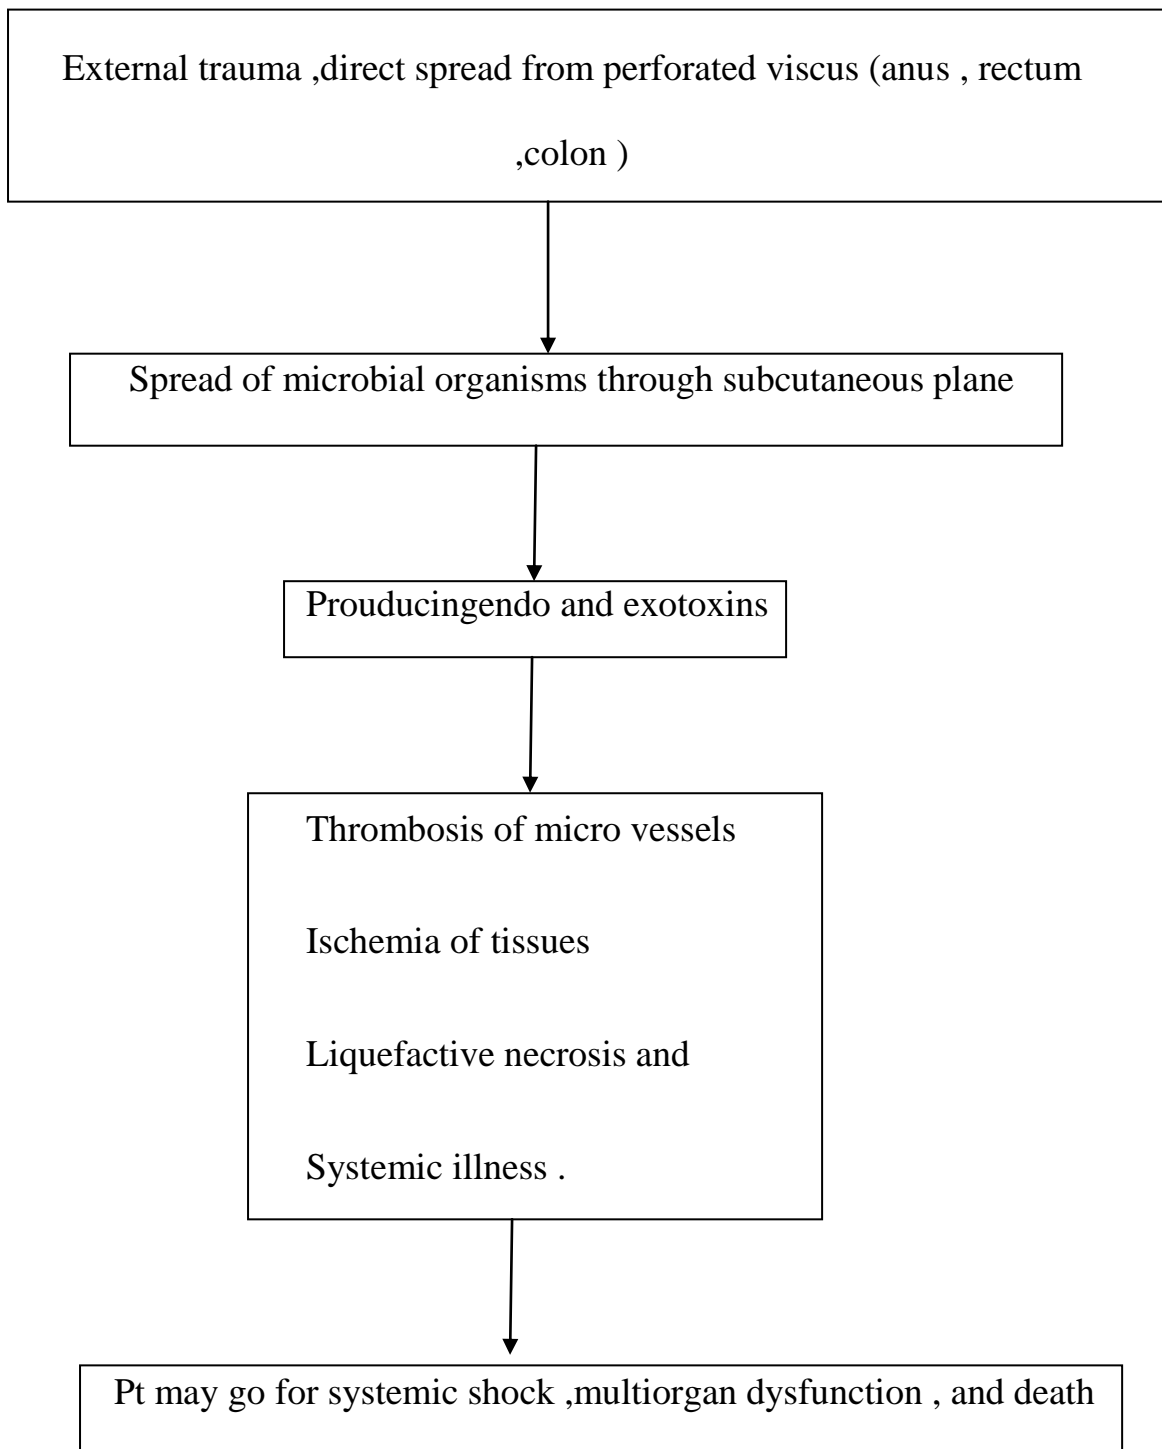 External trauma ,direct spread from perforated viscus (anus , rectum
,colon )
Spread of microbial organisms through subcutaneous plane
Prouducingendo and exotoxins
Thrombosis of micro vessels
Ischemia of tissues
Liquefactive necrosis and
Systemic illness .
Pt may go for systemic shock ,multiorgan dysfunction , and death